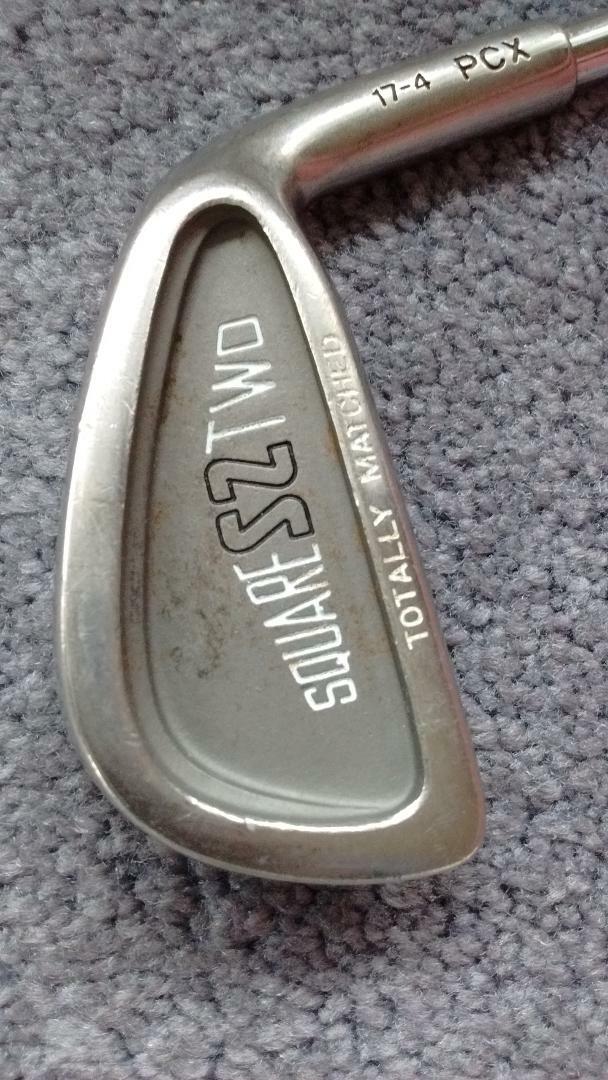 17-4 PCX
SQUARE S2 TWO
TOTALLY MATCHED